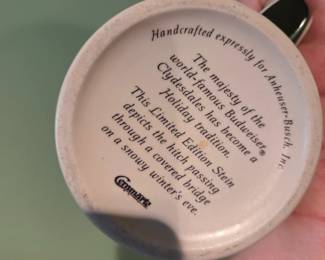 Handcrafted expressly for Anheuser-Busch, Inc.
The majesty of the
world-famous Budweiser®
Clydesdales has become a
Holiday tradition.
This Limited Edition Stein
depicts the hitch passing
through a covered bridge
on a snowy winter's eve.
Ceramarte